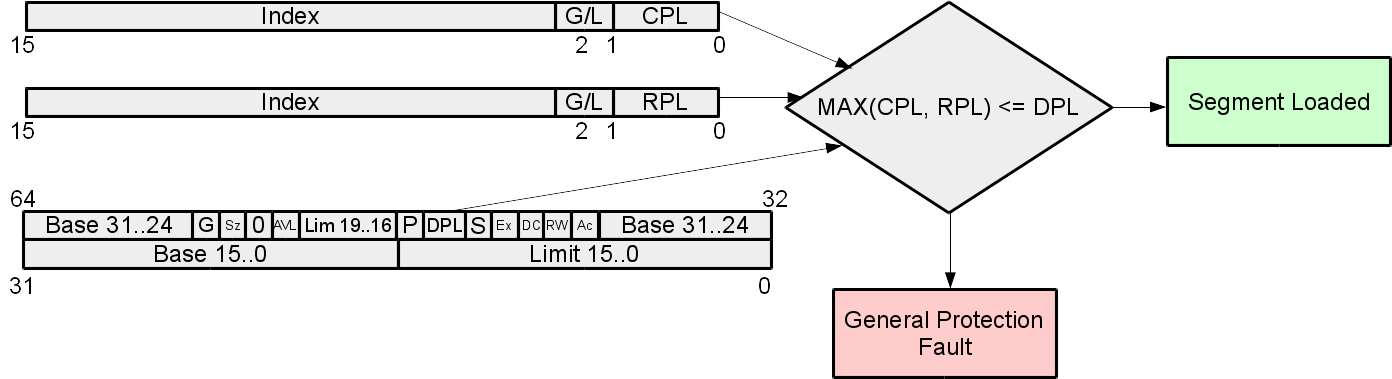 Index G/L CPL
15 2 1 0
Index G/L RPL
15 2 1 0
MAX(CPL, RPL) <= DPL
Segment Loaded
64 32
Base 31..24 G Sz 0 AVL Lim 19..16 P DPL S Ex DC RW Ac Base 31..24
Base 15..0 Limit 15..0
31 0
General Protection
Fault